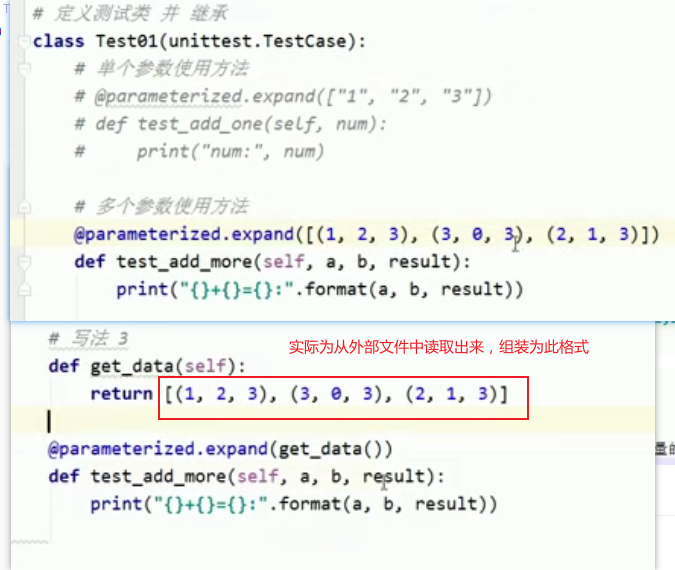 # 定义测试类 并 继承
class Test01(unittest.TestCase):
# 单个参数使用方法
# @parameterized.expand(["1", "2", "3"])
# def test_add_one(self, num):
#     print("num:", num)
# 多个参数使用方法
@parameterized.expand([(1, 2, 3), (3, 0, 3), (2, 1, 3)])
def test_add_more(self, a, b, result):
print("{}+{}={}:".format(a, b, result))
# 写法 3
实际为从外部文件中读取出来，组装为此格式
def get_data(self):
return [(1, 2, 3), (3, 0, 3), (2, 1, 3)]
@parameterized.expand(get_data())
def test_add_more(self, a, b, result):
print("{}+{}={}:".format(a, b, result))